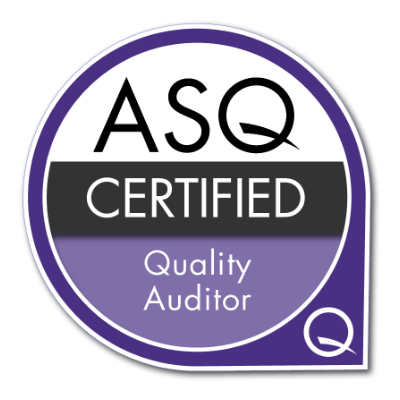 ASQ
CERTIFIED
Quality
Auditor
Q